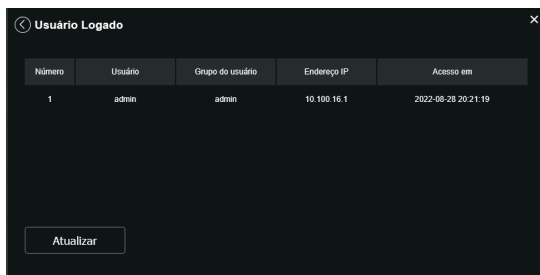 Usuário Logado
Número Usuário Grupo do usuário Endereço IP Acesso em
1 admin admin 10.100.16.1 2022-08-28 20:21:19
Atualizar